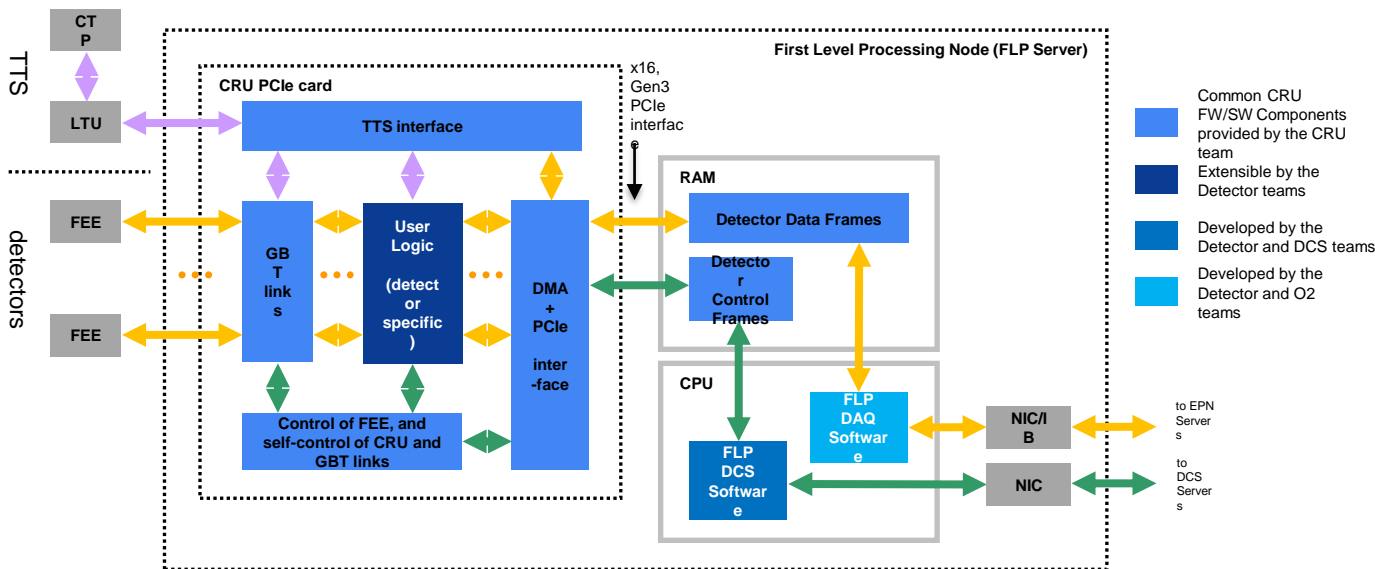 CT
P
TTS
LTU
detectors
FEE
FEE
First Level Processing Node (FLP Server)
CRU PCIe card
x16,
Gen3
PCIe
interfac
e
TTS interface
GB
T
link
s
User
Logic
(detect
or
specific
)
DMA
+
PCIe
inter
-face
Control of FEE, and
self-control of CRU and
GBT links
RAM
Detector Data Frames
Detecto
r
Control
Frames
CPU
FLP
DAQ
Softwar
e
FLP
DCS
Softwar
e
NIC/I
B
NIC
to EPN
Server
s
to
DCS
Server
s
Common CRU
FW/SW Components
provided by the CRU
team
Extensible by the
Detector teams
Developed by the
Detector and DCS teams
Developed by the
Detector and O2
teams